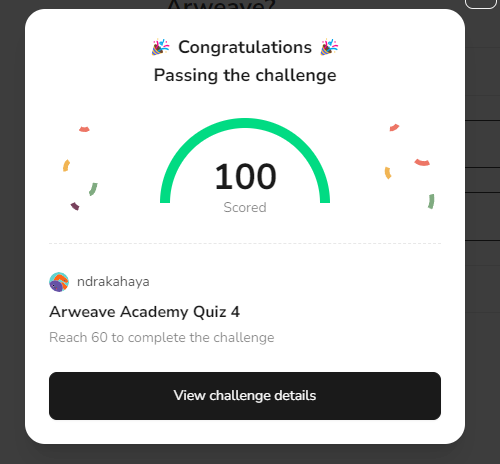 Arweave?
🎉 Congratulations 🎉
Passing the challenge
100
Scored
ndrakahaya
Arweave Academy Quiz 4
Reach 60 to complete the challenge
View challenge details